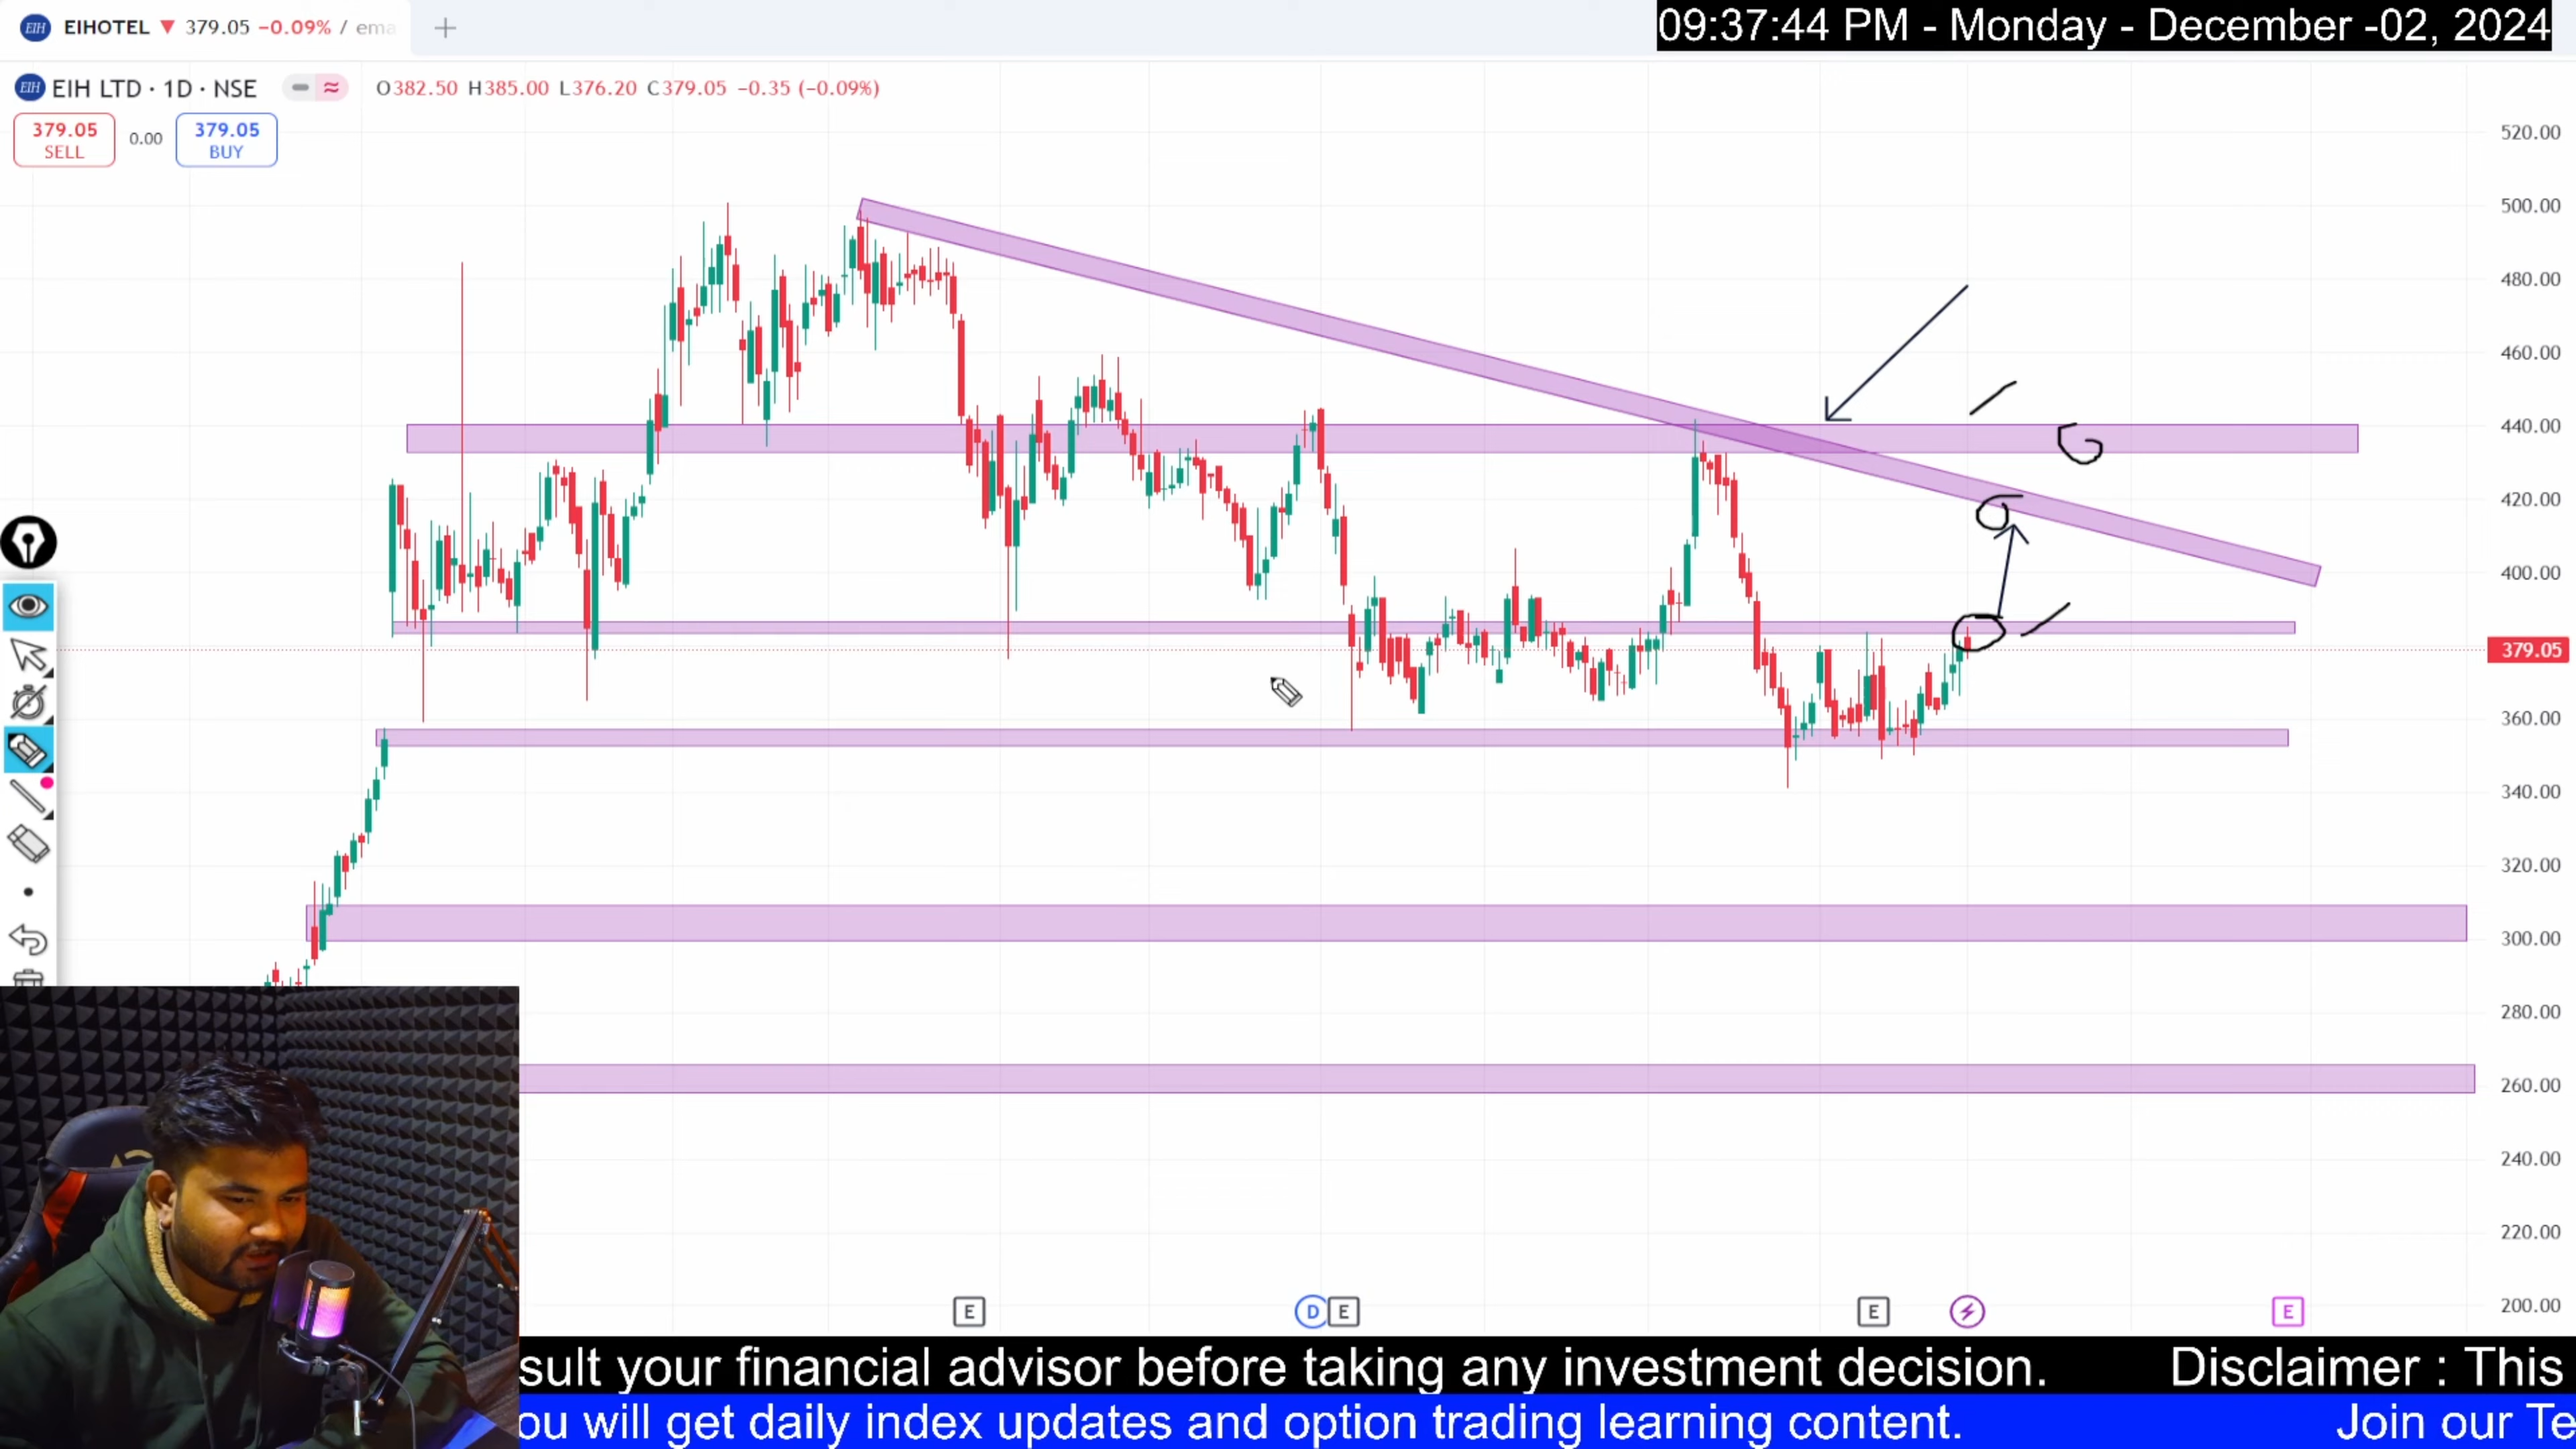 EIH EIHOTEL ▼ 379.05 −0.09% / ema
09:37:44 PM - Monday - December -02, 2024
EIH EIH LTD · 1D · NSE O382.50 H385.00 L376.20 C379.05 −0.35 (−0.09%)
379.05 SELL
0.00
379.05 BUY
520.00
500.00
480.00
460.00
440.00
420.00
400.00
379.05
360.00
340.00
320.00
300.00
280.00
260.00
240.00
220.00
200.00
E D E E E
sult your financial advisor before taking any investment decision. Disclaimer : This
ou will get daily index updates and option trading learning content. Join our Te